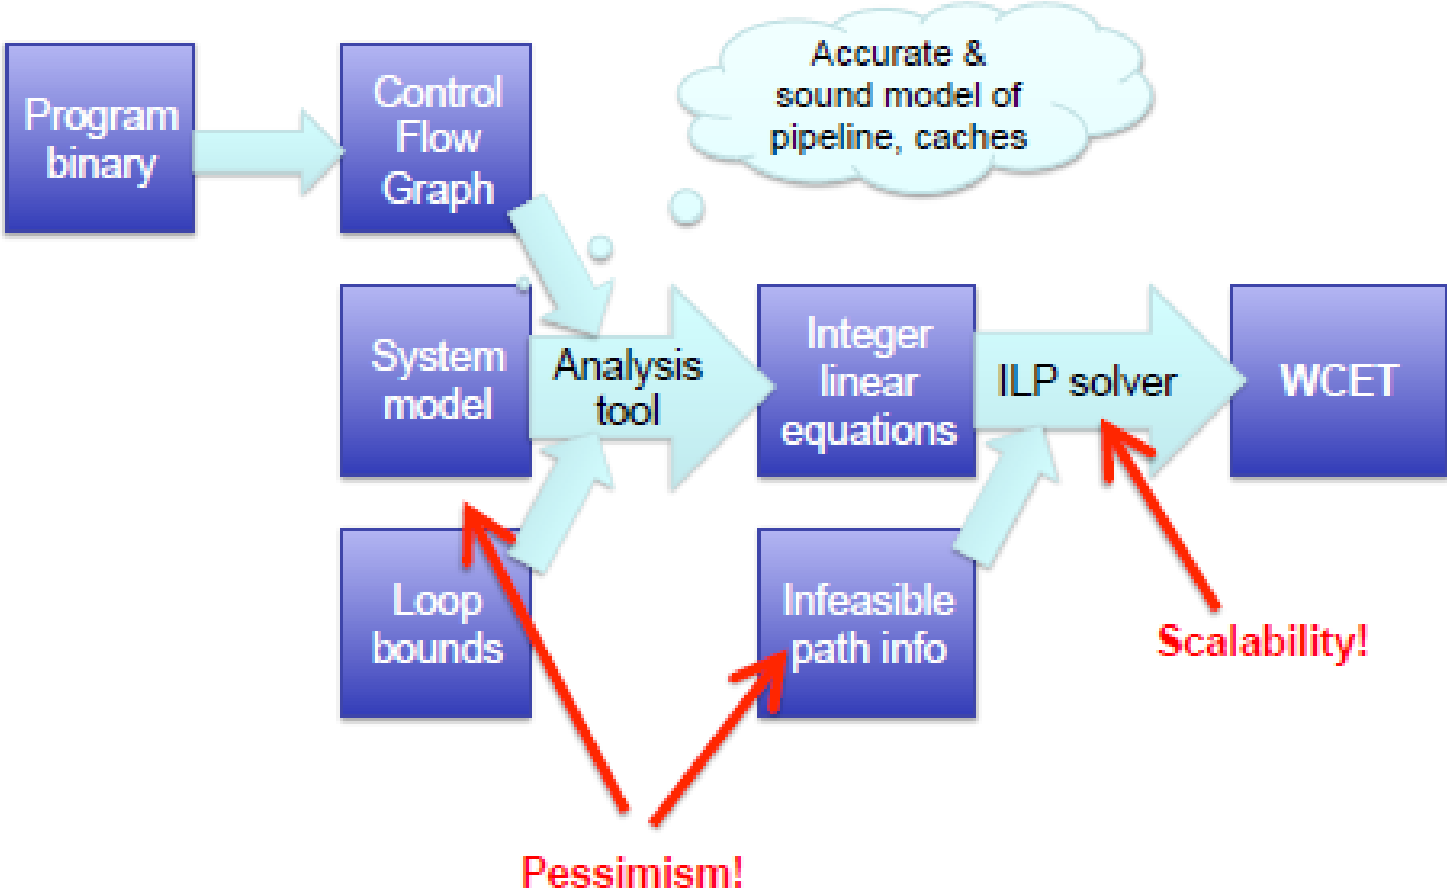 Program
binary
Control
Flow
Graph
Accurate &
sound model of
pipeline, caches
System
model
Analysis
tool
Integer
linear
equations
ILP solver
WCET
Loop
bounds
Infeasible
path info
Scalability!
Pessimism!